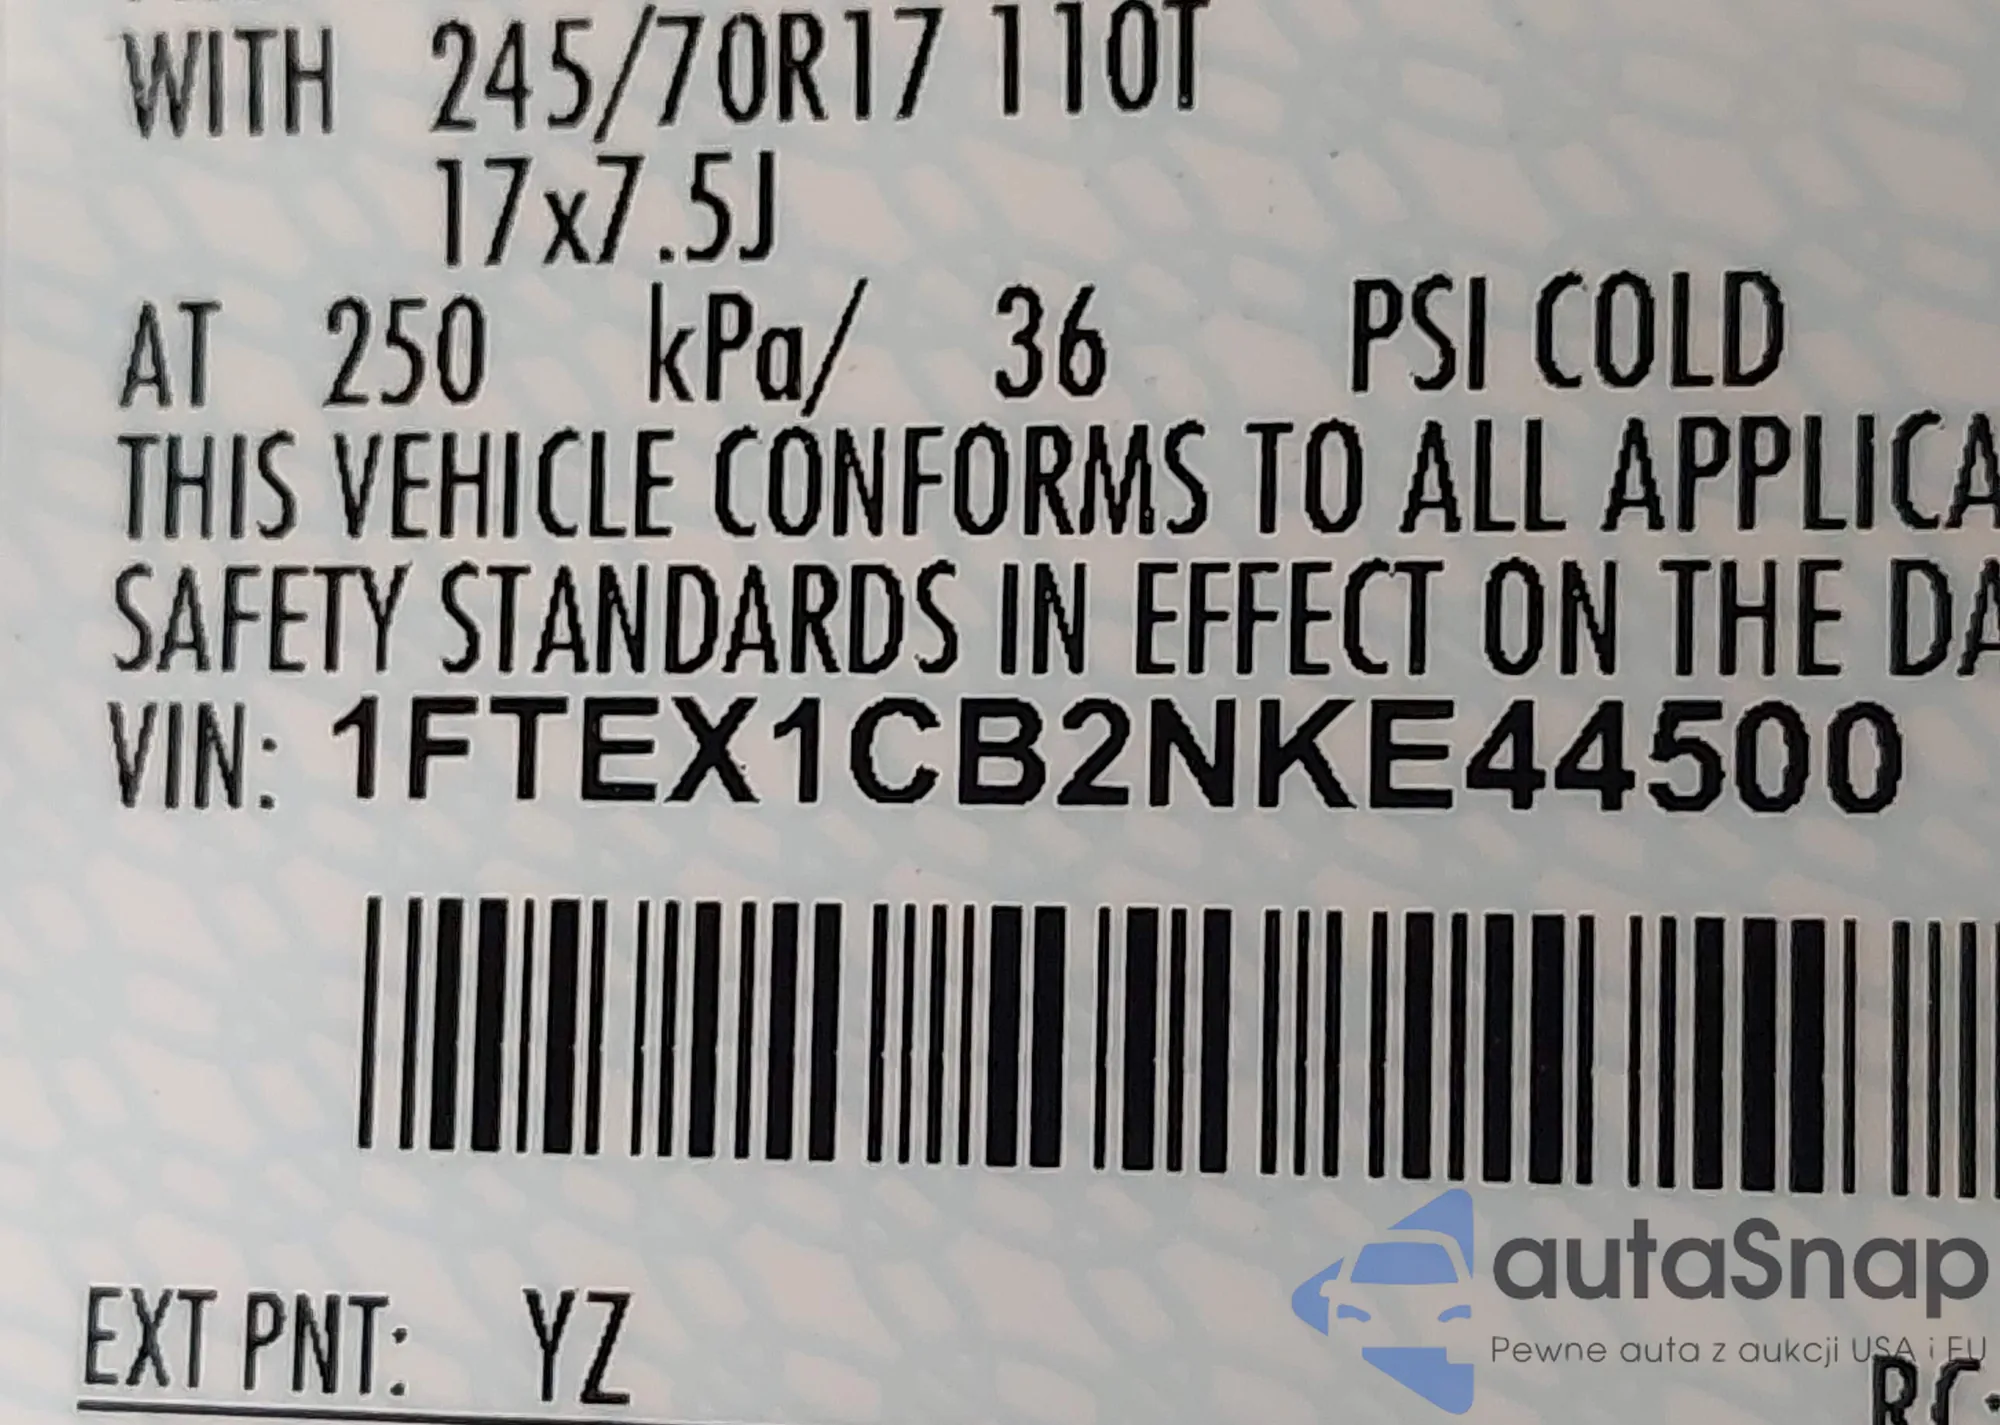 WITH 245/70R17 110T
17x7.5J
AT 250 kPa/ 36 PSI COLD
THIS VEHICLE CONFORMS TO ALL APPLICA
SAFETY STANDARDS IN EFFECT ON THE DA
VIN: 1FTEX1CB2NKE44500
autaSnap
Pewne auta z aukcji USA i EU
EXT PNT: YZ